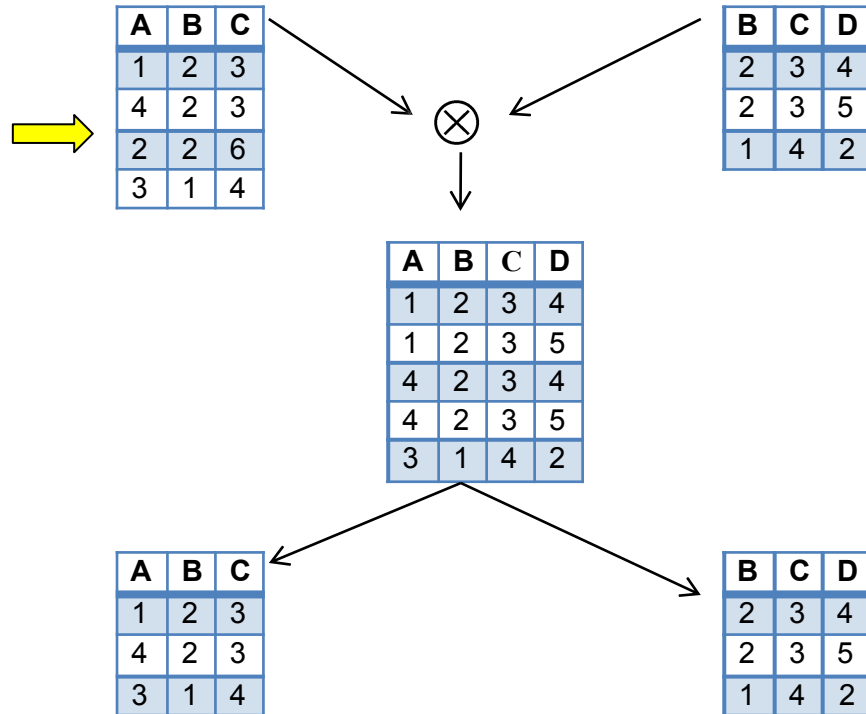 A B C
1 2 3
4 2 3
2 2 6
3 1 4
B C D
2 3 4
2 3 5
1 4 2
A B C D
1 2 3 4
1 2 3 5
4 2 3 4
4 2 3 5
3 1 4 2
A B C
1 2 3
4 2 3
3 1 4
B C D
2 3 4
2 3 5
1 4 2